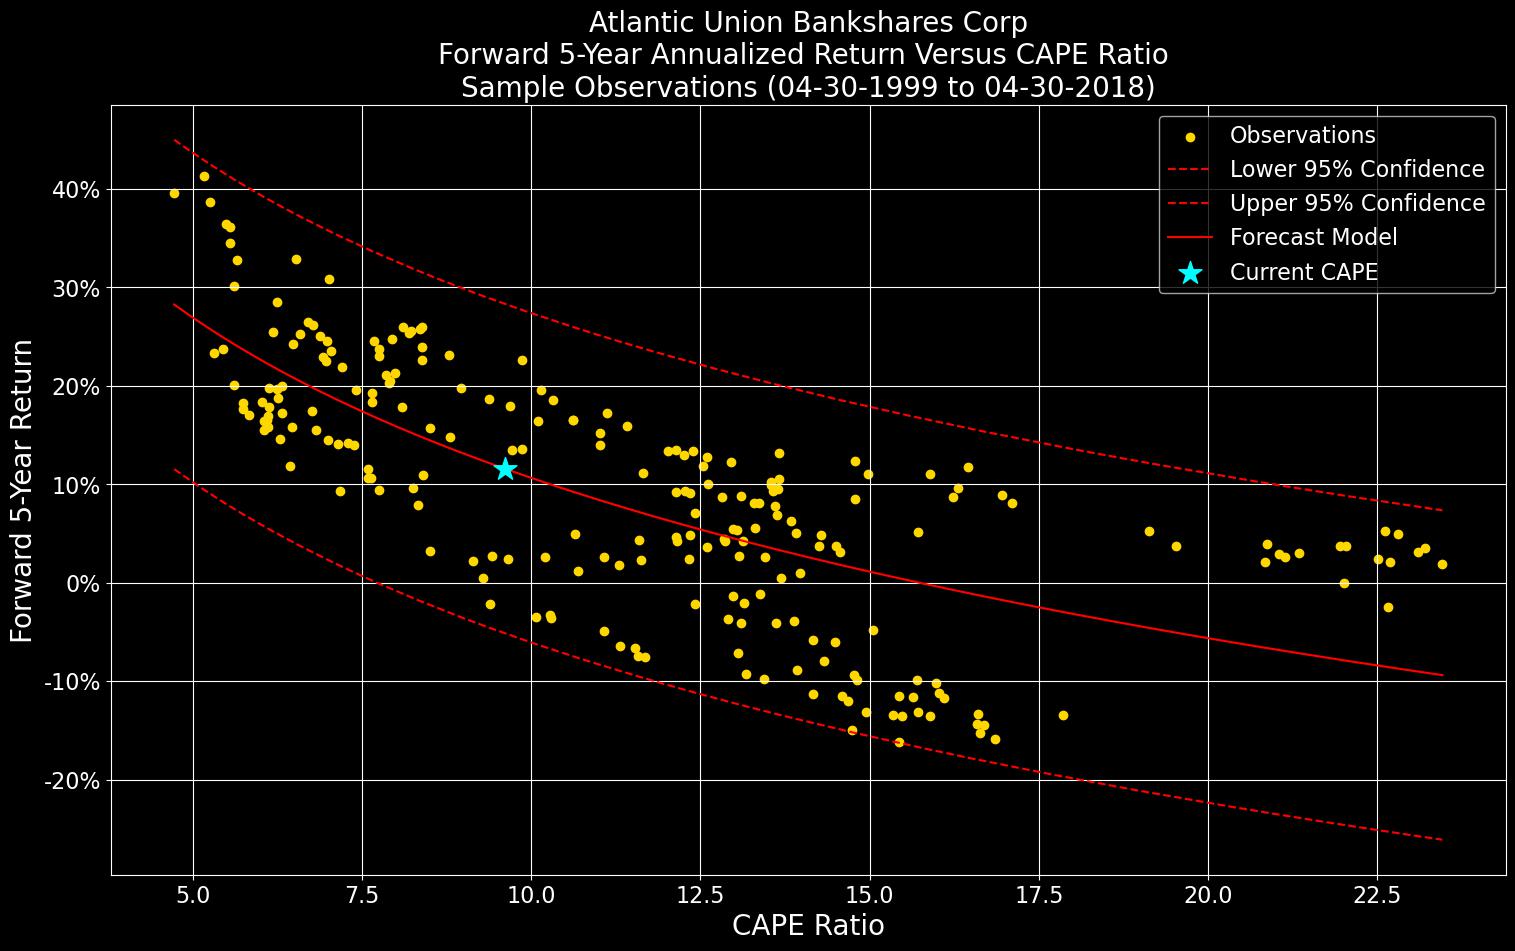 Atlantic Union Bankshares Corp
Forward 5-Year Annualized Return Versus CAPE Ratio
Sample Observations (04-30-1999 to 04-30-2018)
Observations
Lower 95% Confidence
Upper 95% Confidence
Forecast Model
Current CAPE
Forward 5-Year Return
40%
30%
20%
10%
0%
-10%
-20%
5.0 7.5 10.0 12.5 15.0 17.5 20.0 22.5
CAPE Ratio